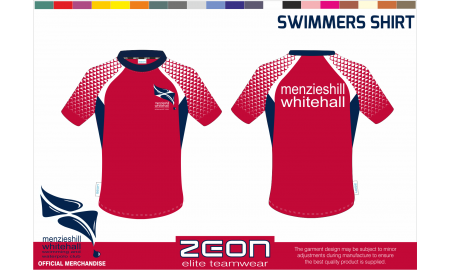 SWIMMERS SHIRT
menzieshill
whitehall
menzieshill
whitehall
OFFICIAL MERCHANDISE
ZEON
elite teamwear
The garment design may be subject to minor
adjustments during manufacture to ensure
the best quality product is supplied.